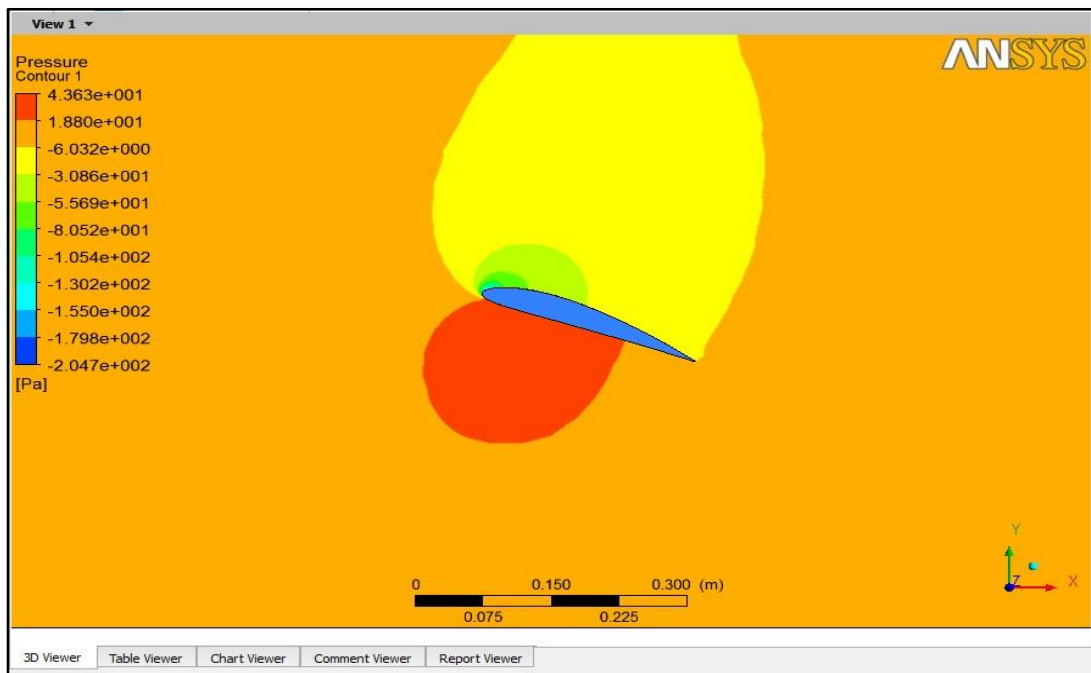 View 1
ANSYS
Pressure
Contour 1
4.363e+001
1.880e+001
-6.032e+000
-3.086e+001
-5.569e+001
-8.052e+001
-1.054e+002
-1.302e+002
-1.550e+002
-1.798e+002
-2.047e+002
[Pa]
Y
Z X
0 0.150 0.300 (m)
0.075 0.225
3D Viewer Table Viewer Chart Viewer Comment Viewer Report Viewer